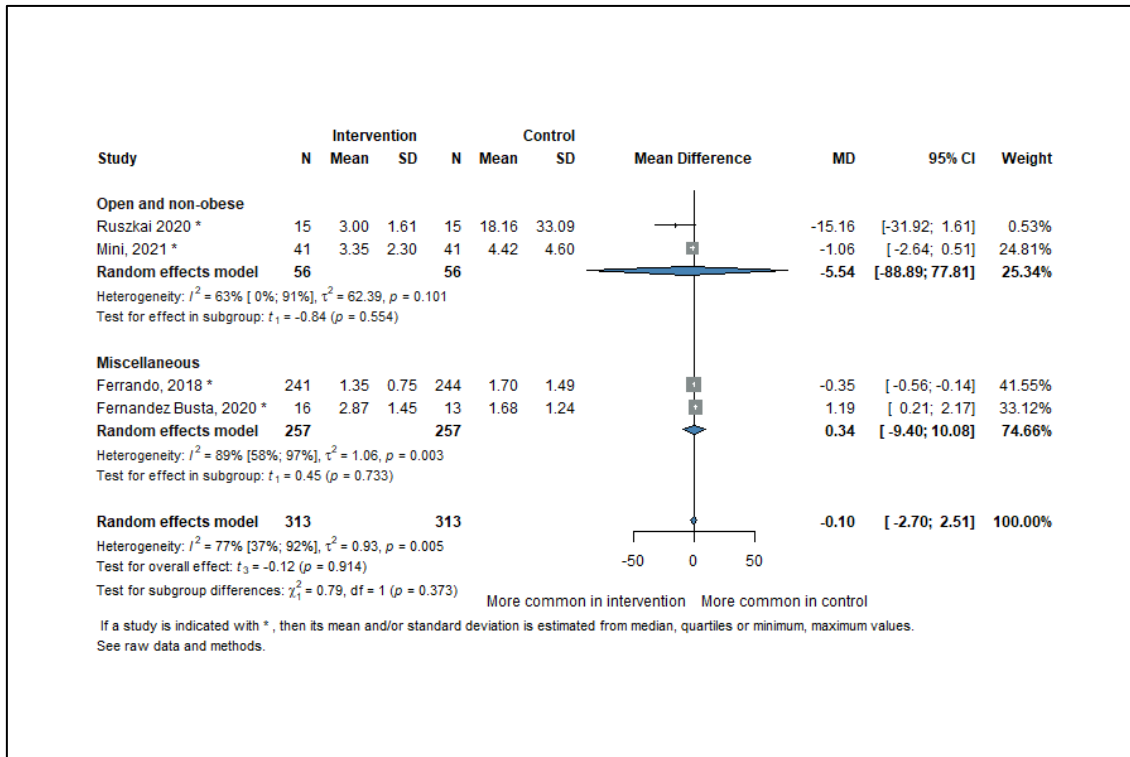 Intervention Control
Study N Mean SD N Mean SD Mean Difference MD 95% CI Weight
Open and non-obese
Ruszkai 2020 * 15 3.00 1.61 15 18.16 33.09 -15.16 [-31.92; 1.61] 0.53%
Mini, 2021 * 41 3.35 2.30 41 4.42 4.60 -1.06 [-2.64; 0.51] 24.81%
Random effects model 56 56 -5.54 [-88.89; 77.81] 25.34%
Heterogeneity: I² = 63% [ 0%; 91%], τ² = 62.39, p = 0.101
Test for effect in subgroup: t₁ = -0.84 (p = 0.554)
Miscellaneous
Ferrando, 2018 * 241 1.35 0.75 244 1.70 1.49 -0.35 [-0.56; -0.14] 41.55%
Fernandez Busta, 2020 * 16 2.87 1.45 13 1.68 1.24 1.19 [ 0.21; 2.17] 33.12%
Random effects model 257 257 0.34 [ -9.40; 10.08] 74.66%
Heterogeneity: I² = 89% [58%; 97%], τ² = 1.06, p = 0.003
Test for effect in subgroup: t₁ = 0.45 (p = 0.733)
Random effects model 313 313 -0.10 [ -2.70; 2.51] 100.00%
Heterogeneity: I² = 77% [37%; 92%], τ² = 0.93, p = 0.005
Test for overall effect: t₃ = -0.12 (p = 0.914)
-50 0 50
Test for subgroup differences: χ₁² = 0.79, df = 1 (p = 0.373)
More common in intervention More common in control
If a study is indicated with * , then its mean and/or standard deviation is estimated from median, quartiles or minimum, maximum values.
See raw data and methods.